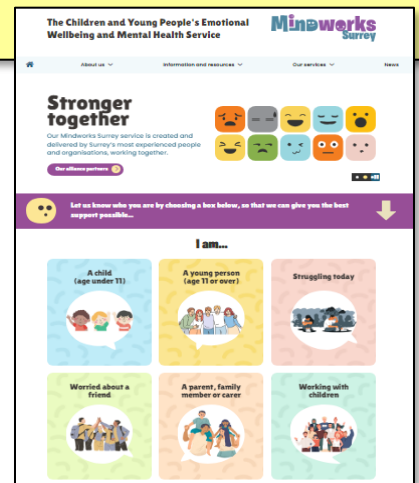 The Children and Young People's Emotional
Wellbeing and Mental Health Service
Mindworks
Surrey
About us
Information and resources
Our services
News
Stronger
together
Our Mindworks Surrey service is created and
delivered by Surrey's most experienced people
and organisations, working together.
Our alliance partners
Let us know who you are by choosing a box below, so that we can give you the best
support possible...
I am...
A child
(age under 11)
A young person
(age 11 or over)
Struggling today
Worried about a
friend
A parent, family
member or carer
Working with
children